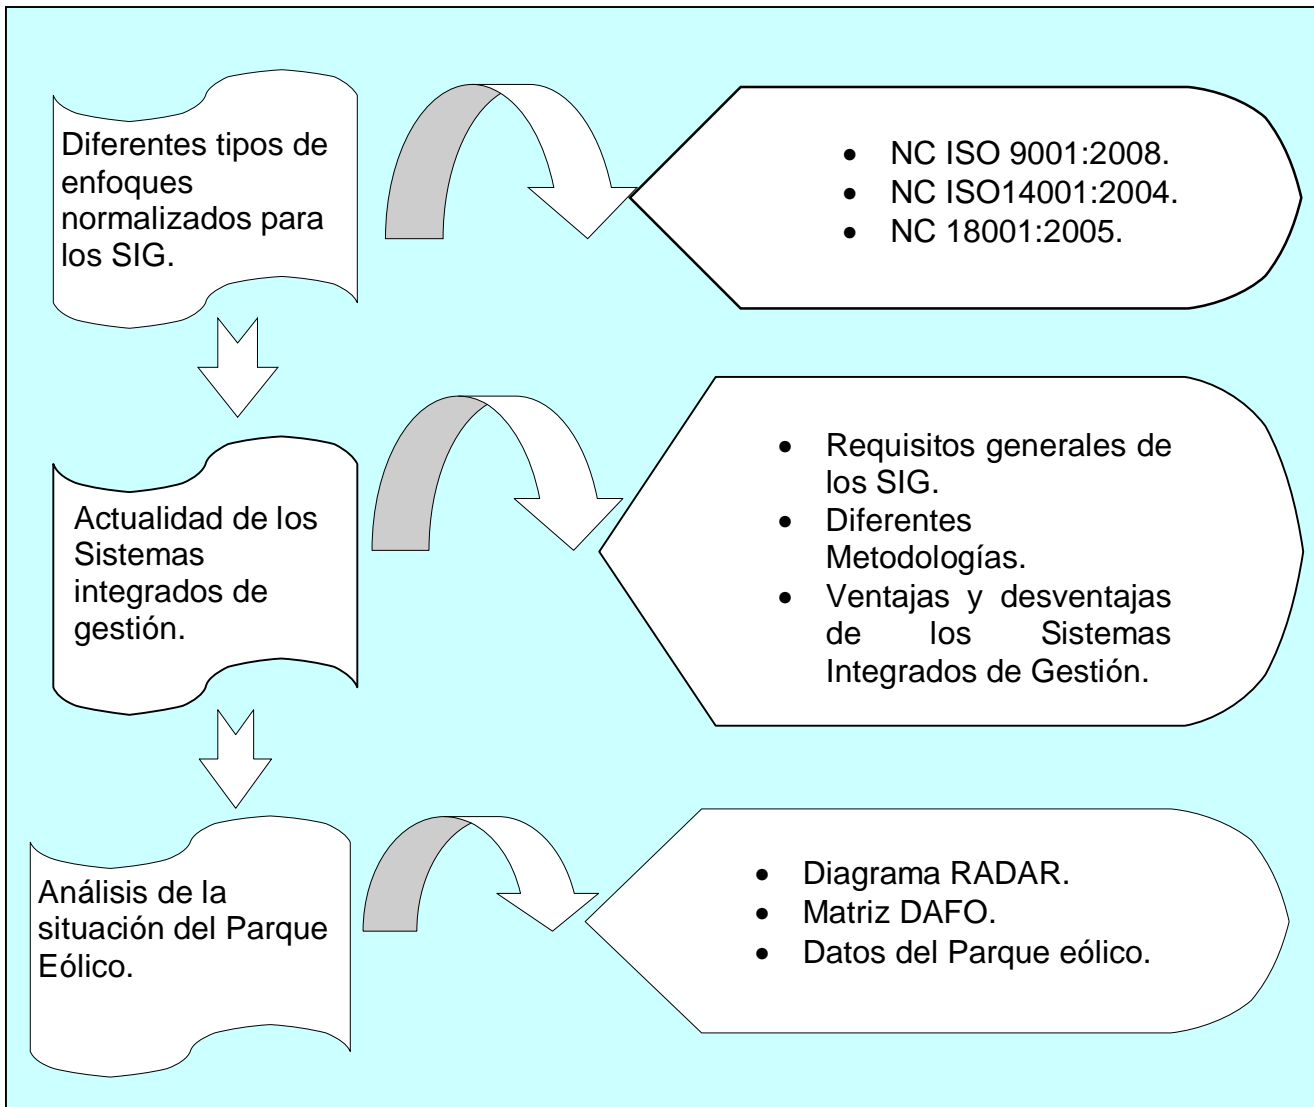 Diferentes tipos de
enfoques
normalizados para
los SIG.
• NC ISO 9001:2008.
• NC ISO14001:2004.
• NC 18001:2005.
Actualidad de los
Sistemas
integrados de
gestión.
• Requisitos generales de
los SIG.
• Diferentes
Metodologías.
• Ventajas y desventajas
de los Sistemas
Integrados de Gestión.
Análisis de la
situación del Parque
Eólico.
• Diagrama RADAR.
• Matriz DAFO.
• Datos del Parque eólico.